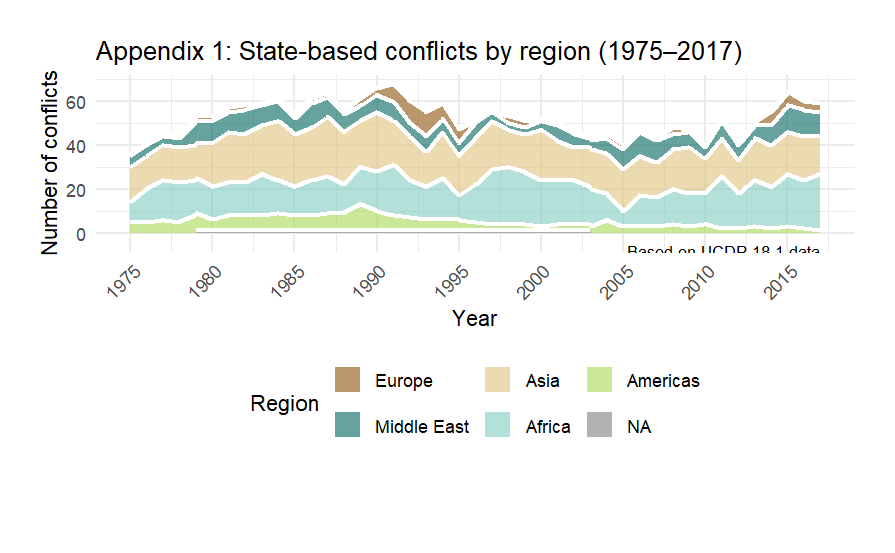 Appendix 1: State-based conflicts by region (1975–2017)
Number of conflicts
60
40
20
0
Based on UCDP 18.1 data
1975 1980 1985 1990 1995 2000 2005 2010 2015
Year
Region
Europe Asia Americas
Middle East Africa NA